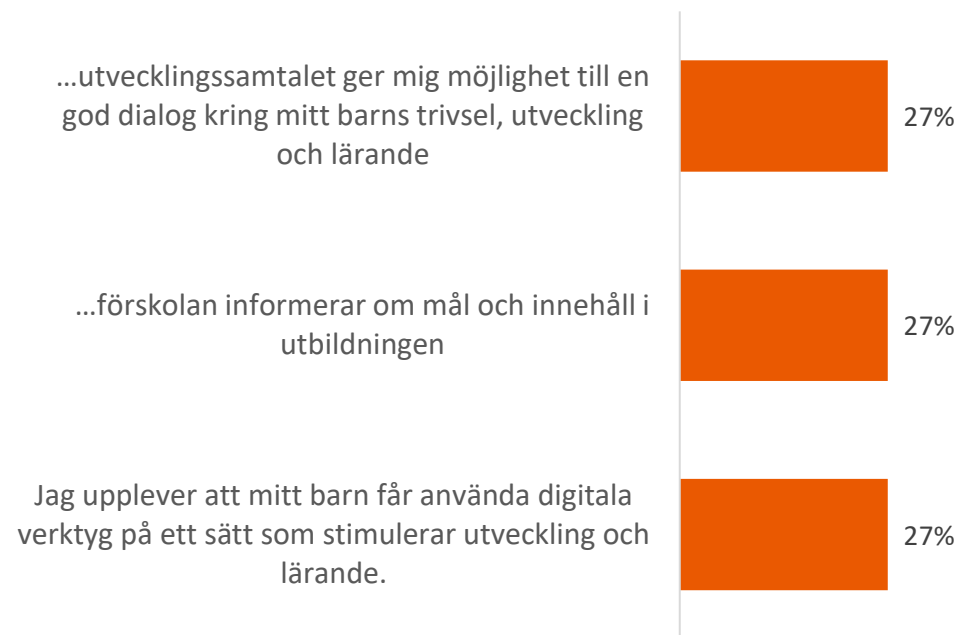 ...utvecklingssamtalet ger mig möjlighet till en
god dialog kring mitt barns trivsel, utveckling
och lärande
27%
...förskolan informerar om mål och innehåll i
utbildningen
27%
Jag upplever att mitt barn får använda digitala
verktyg på ett sätt som stimulerar utveckling och
lärande.
27%